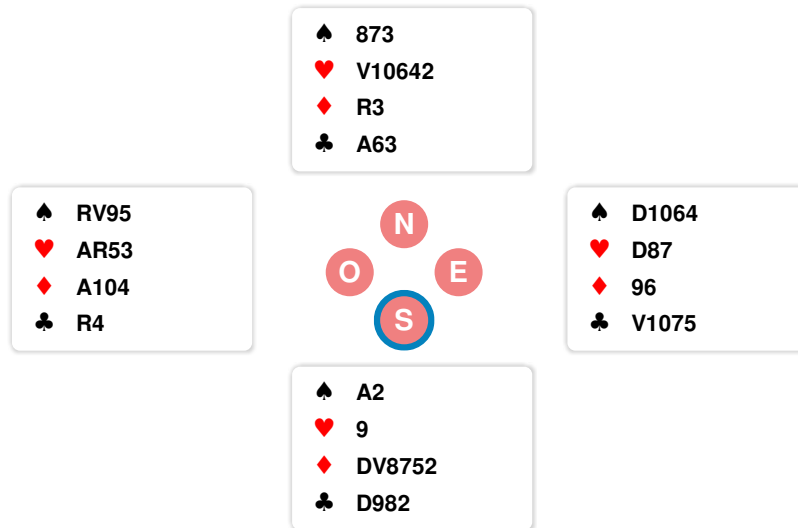 ♠ 873
♥ V10642
♦ R3
♣ A63
♠ RV95
♥ AR53
♦ A104
♣ R4
N
O E
S
♠ D1064
♥ D87
♦ 96
♣ V1075
♠ A2
♥ 9
♦ DV8752
♣ D982